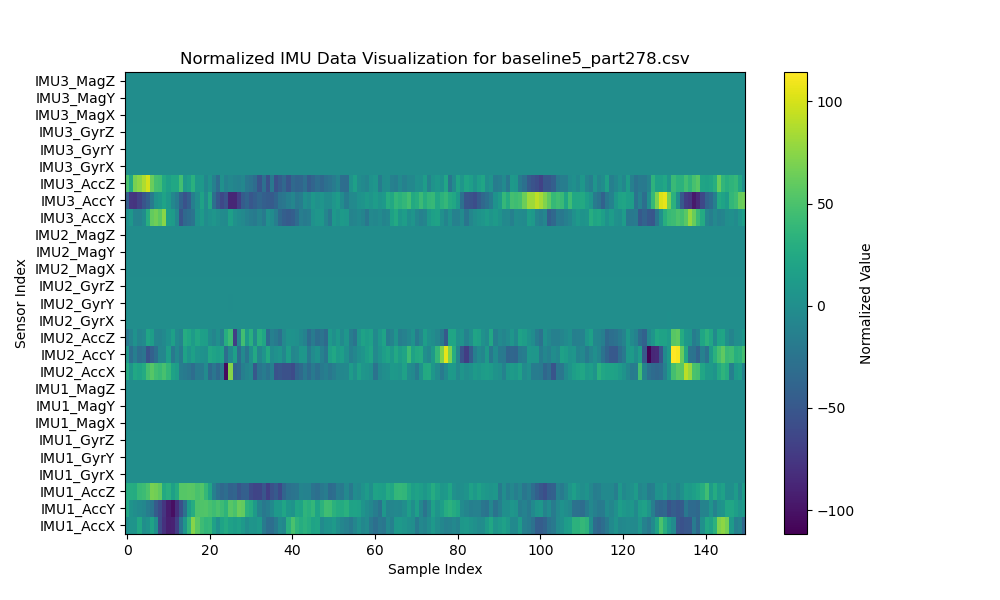 Normalized IMU Data Visualization for baseline5_part278.csv
IMU3_MagZ
IMU3_MagY
IMU3_MagX
IMU3_GyrZ
IMU3_GyrY
IMU3_GyrX
IMU3_AccZ
IMU3_AccY
IMU3_AccX
IMU2_MagZ
IMU2_MagY
IMU2_MagX
IMU2_GyrZ
IMU2_GyrY
IMU2_GyrX
IMU2_AccZ
IMU2_AccY
IMU2_AccX
IMU1_MagZ
IMU1_MagY
IMU1_MagX
IMU1_GyrZ
IMU1_GyrY
IMU1_GyrX
IMU1_AccZ
IMU1_AccY
IMU1_AccX
Sensor Index
0 20 40 60 80 100 120 140
Sample Index
100
50
0
−50
−100
Normalized Value